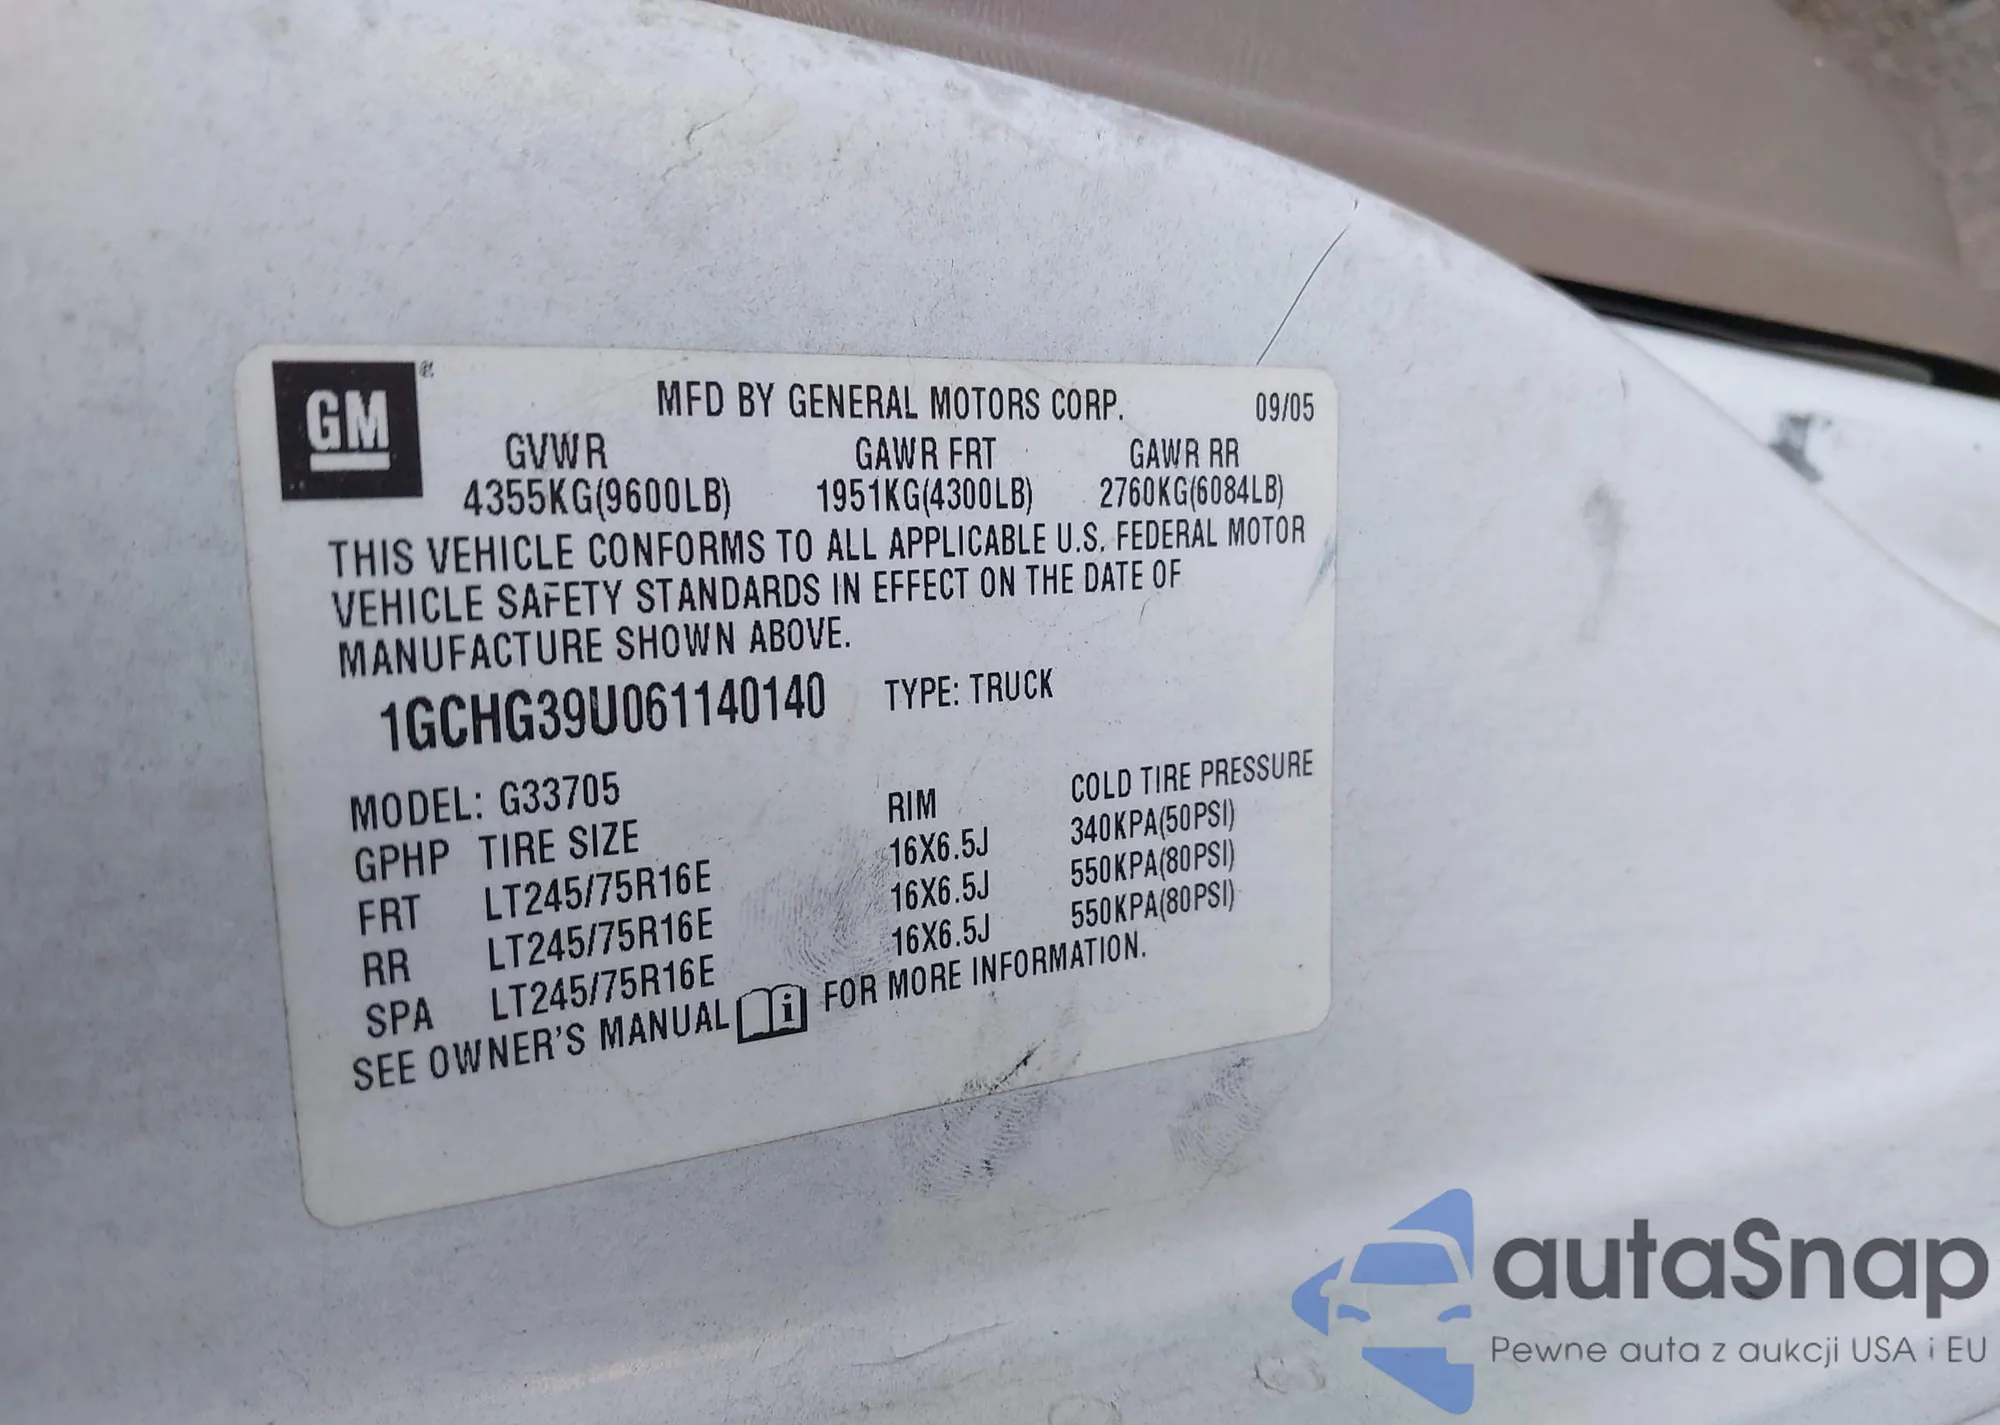 GM ®
MFD BY GENERAL MOTORS CORP. 09/05
GVWR GAWR FRT GAWR RR
4355KG(9600LB) 1951KG(4300LB) 2760KG(6084LB)
THIS VEHICLE CONFORMS TO ALL APPLICABLE U.S. FEDERAL MOTOR
VEHICLE SAFETY STANDARDS IN EFFECT ON THE DATE OF
MANUFACTURE SHOWN ABOVE.
1GCHG39U061140140 TYPE: TRUCK
MODEL: G33705
GPHP TIRE SIZE RIM COLD TIRE PRESSURE
FRT LT245/75R16E 16X6.5J 340KPA(50PSI)
RR LT245/75R16E 16X6.5J 550KPA(80PSI)
SPA LT245/75R16E 16X6.5J 550KPA(80PSI)
SEE OWNER'S MANUAL i FOR MORE INFORMATION.
autaSnap
Pewne auta z aukcji USA i EU